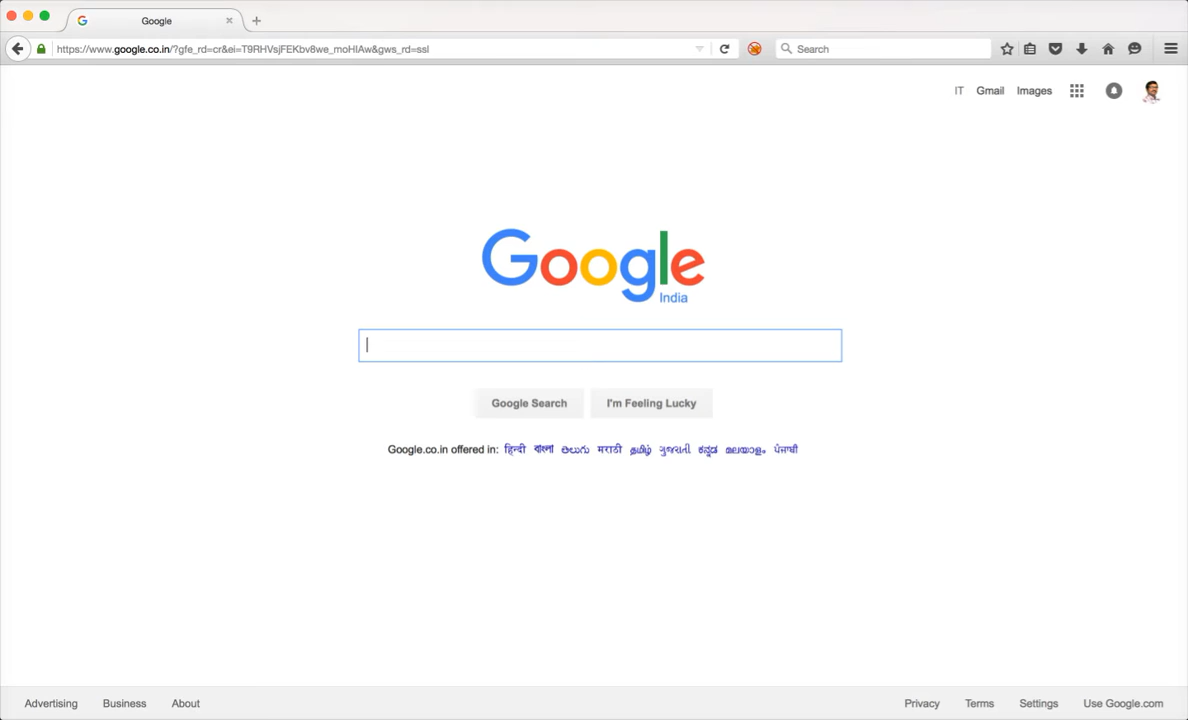 Google
https://www.google.co.in/?gfe_rd=cr&ei=T9RHVsjFEKbv8we_moHIAw&gws_rd=ssl
Search
IT Gmail Images
Google
India
Google Search I'm Feeling Lucky
Google.co.in offered in: हिन्दी বাংলা తెలుగు मराठी தமிழ் ગુજરાતી ಕನ್ನಡ മലയാളം ਪੰਜਾਬੀ
Advertising Business About Privacy Terms Settings Use Google.com